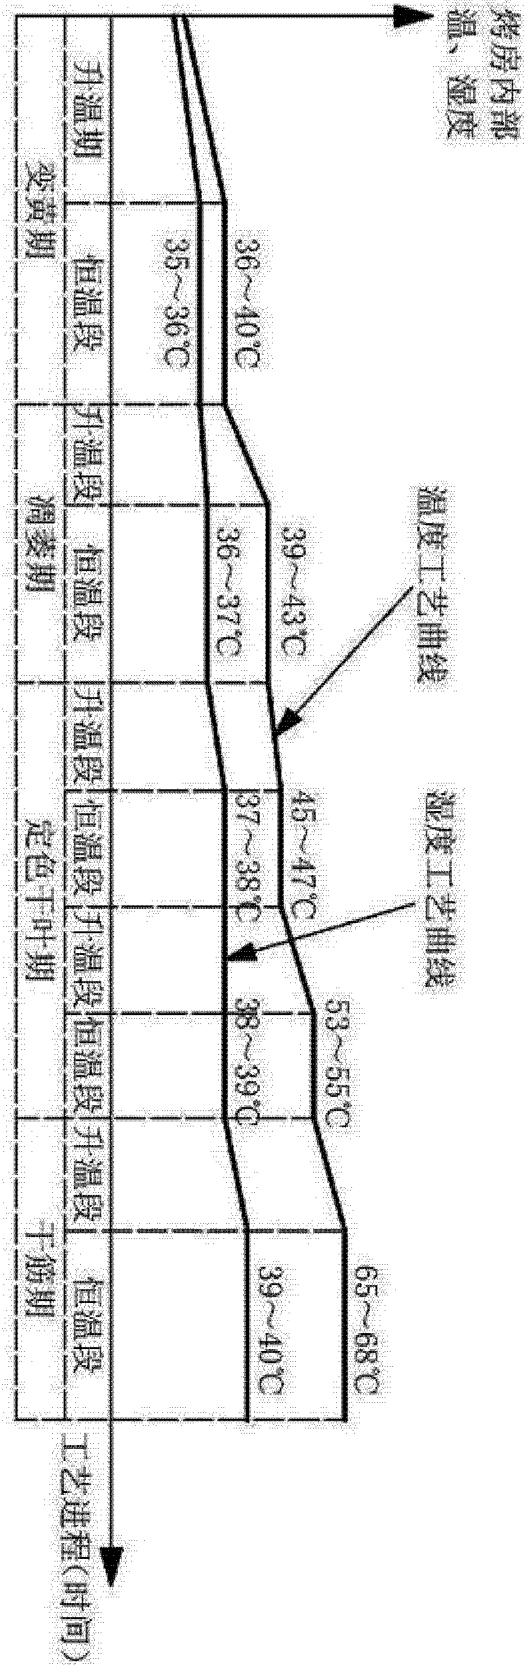 烤房内部
温、湿度
温度工艺曲线
湿度工艺曲线
36～40℃
39～43℃
45～47℃
53～55℃
65～68℃
35～36℃
36～37℃
37～38℃
38～39℃
39～40℃
升温期
恒温段
升温段
恒温段
升温段
恒温段
升温段
恒温段
升温段
恒温段
工艺进程(时间)
变黄期
凋萎期
定色干叶期
干筋期